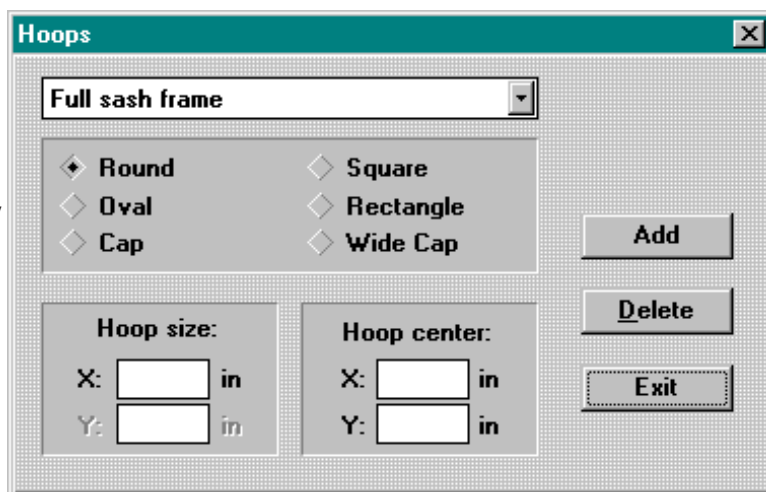 Hoops
Full sash frame
Round
Square
Oval
Rectangle
Cap
Wide Cap
Add
Delete
Exit
Hoop size:
X: in
Y: in
Hoop center:
X: in
Y: in